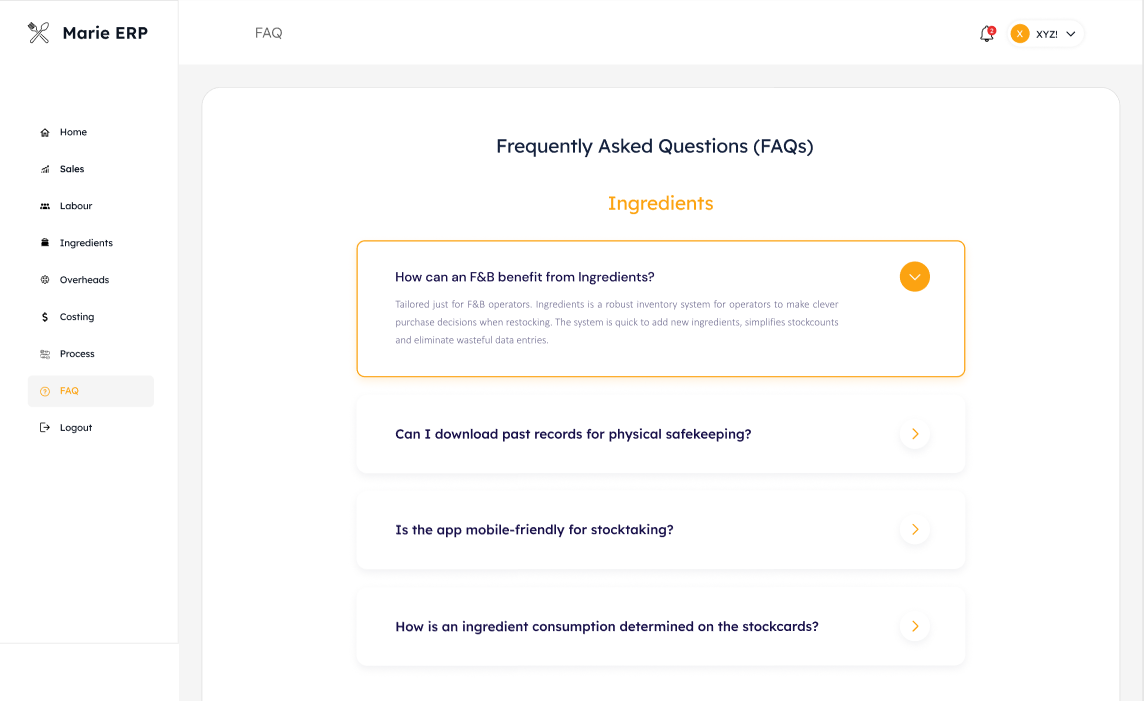 Marie ERP
FAQ
2
X
XYZ!
Home
Sales
Labour
Ingredients
Overheads
Costing
Process
FAQ
Logout
Frequently Asked Questions (FAQs)
Ingredients
How can an F&B benefit from Ingredients?
Tailored just for F&B operators. Ingredients is a robust inventory system for operators to make clever
purchase decisions when restocking. The system is quick to add new ingredients, simplifies stockcounts
and eliminate wasteful data entries.
Can I download past records for physical safekeeping?
Is the app mobile-friendly for stocktaking?
How is an ingredient consumption determined on the stockcards?